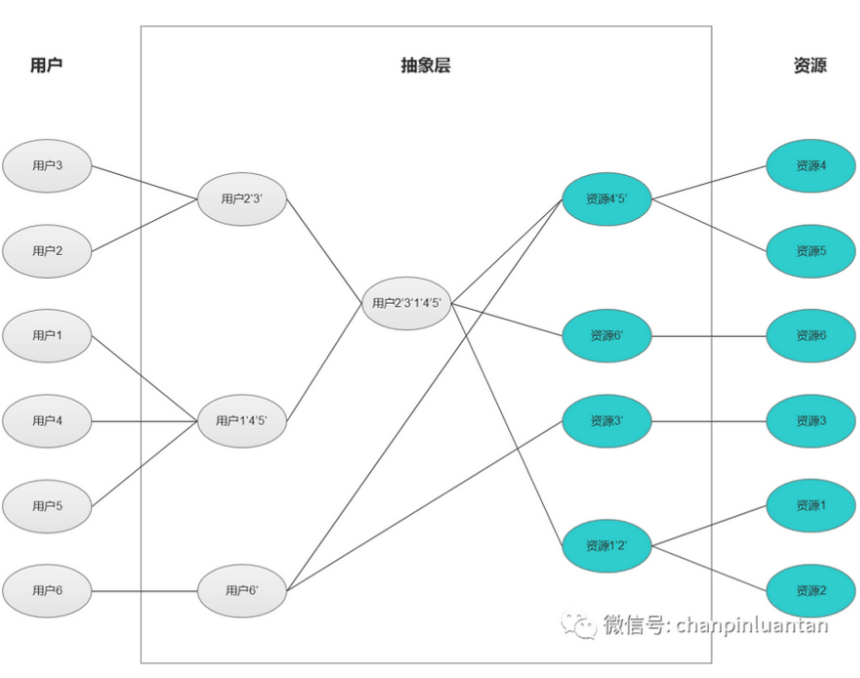 用户
抽象层
资源
用户3
用户2
用户1
用户4
用户5
用户6
用户2'3'
用户1'4'5'
用户6'
用户2'3'1'4'5'
资源4'5'
资源6'
资源3'
资源1'2'
资源4
资源5
资源6
资源3
资源1
资源2
微信号: chanpinluantan